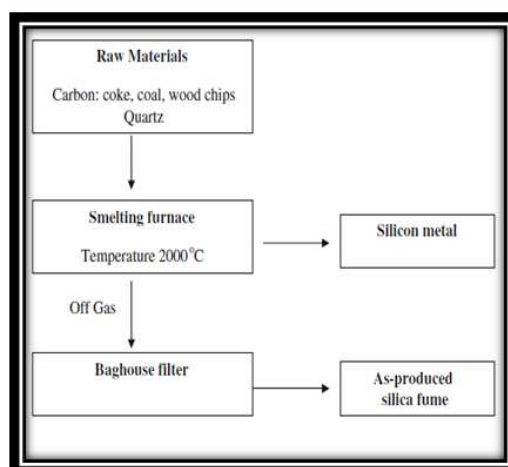 Raw Materials
Carbon: coke, coal, wood chips
Quartz
Smelting furnace
Temperature 2000°C
Silicon metal
Off Gas
Baghouse filter
As-produced
silica fume